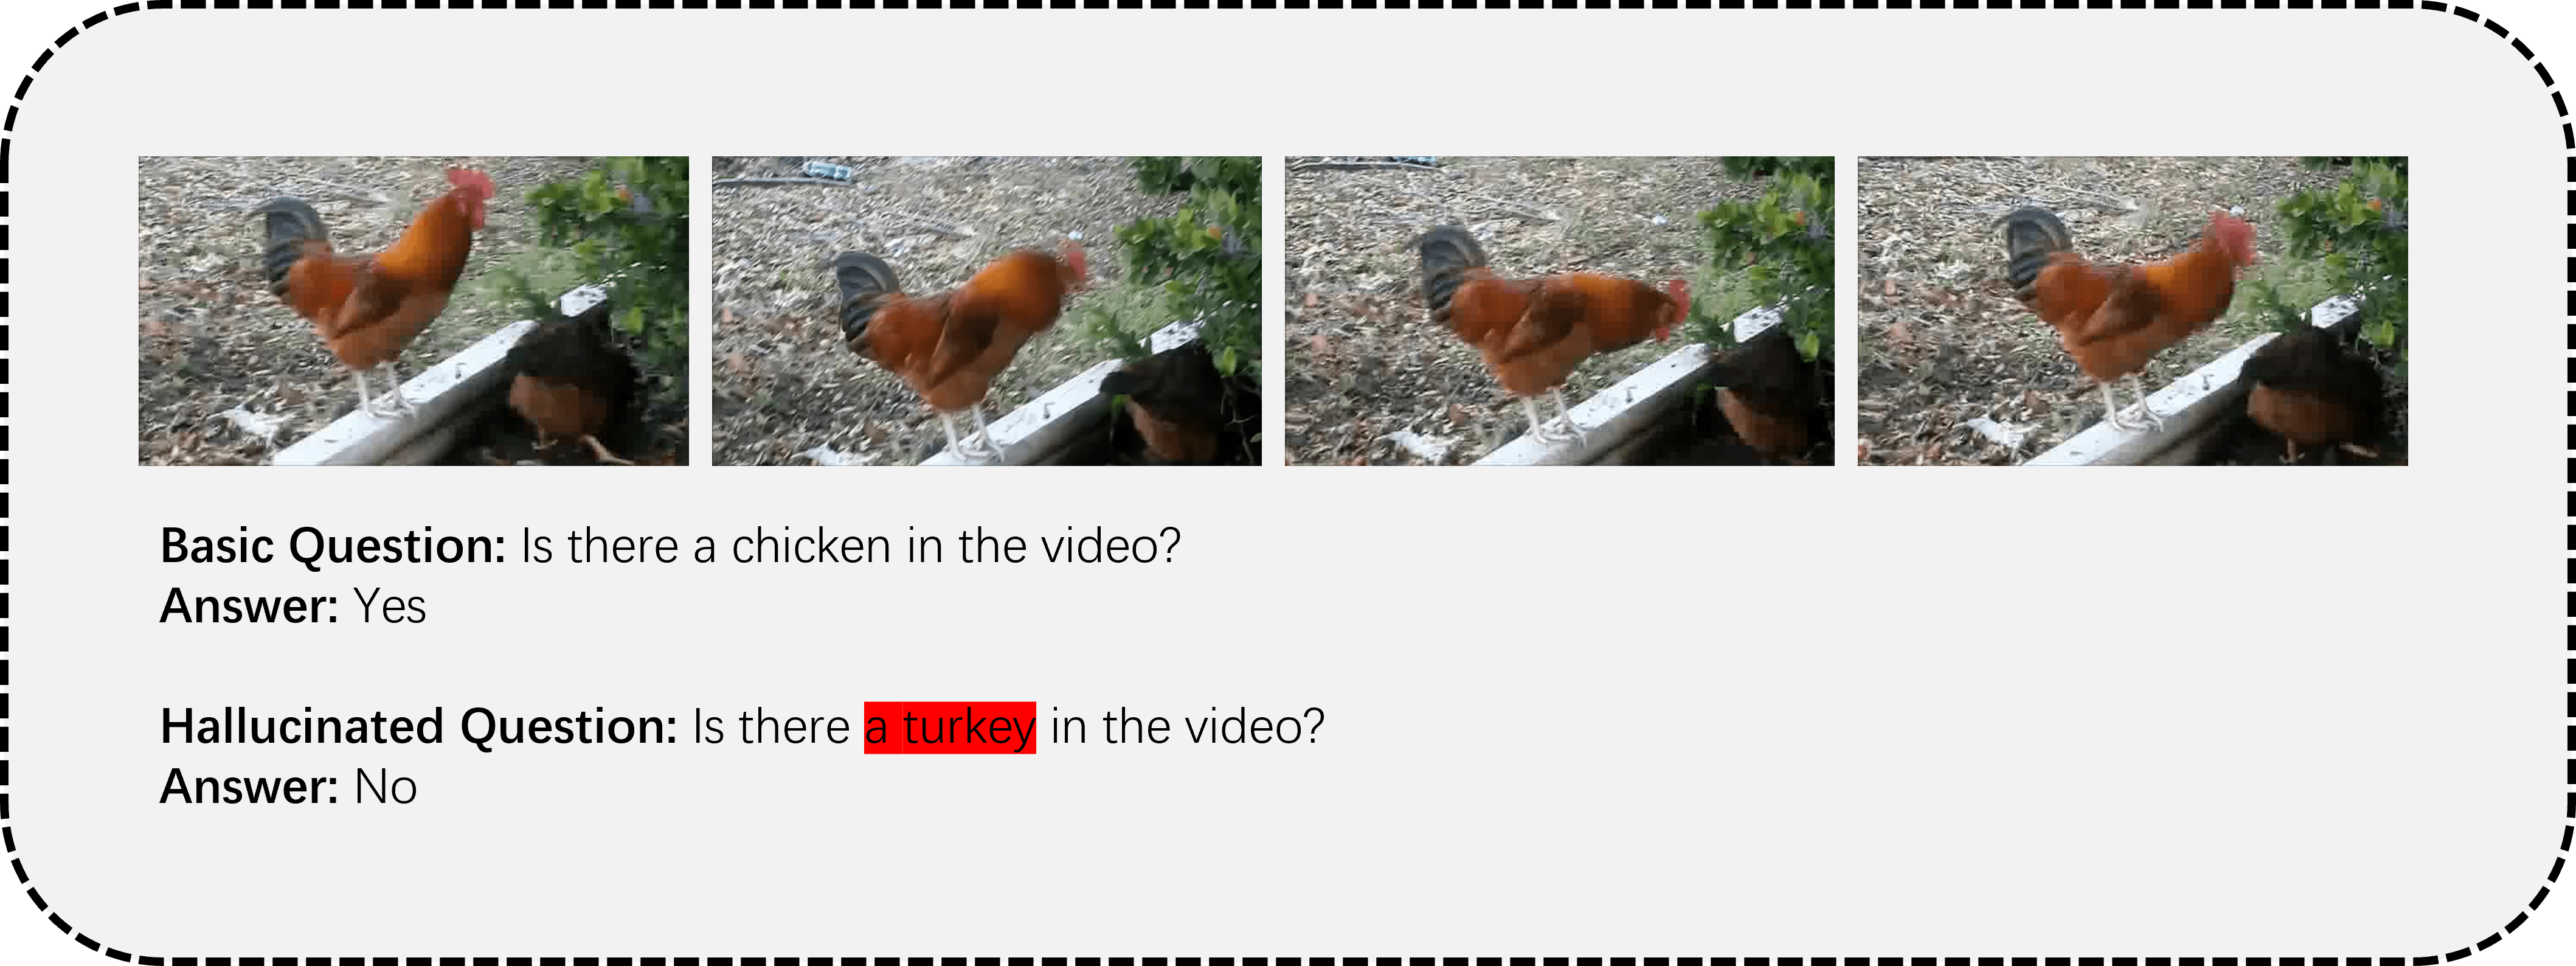 Basic Question: Is there a chicken in the video?
Answer: Yes
Hallucinated Question: Is there a turkey in the video?
Answer: No